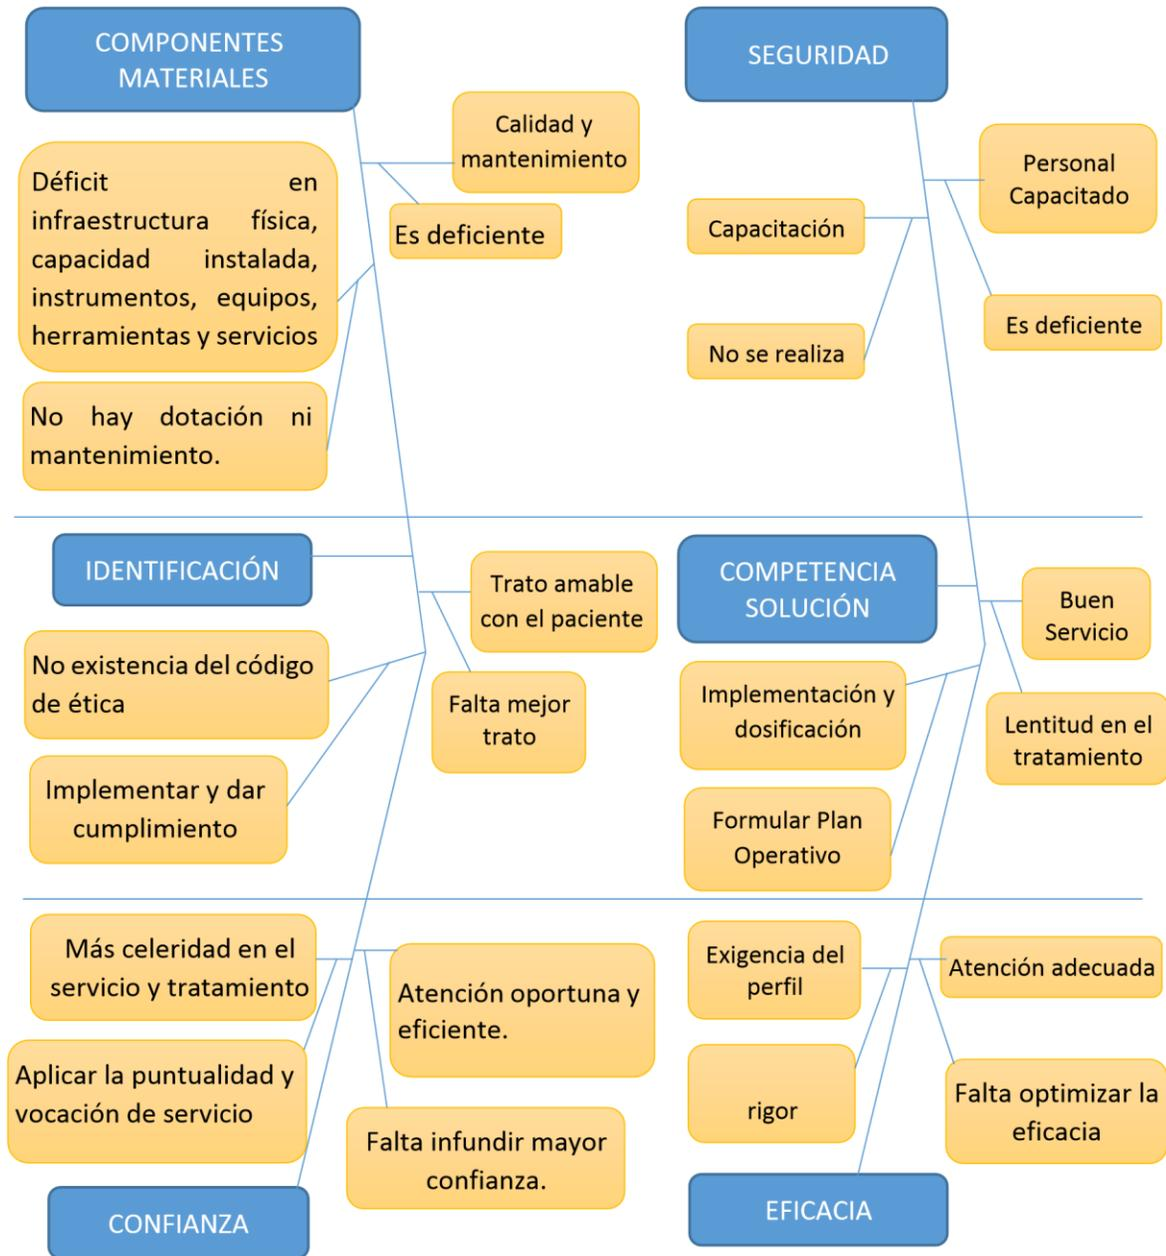 COMPONENTES
MATERIALES
Calidad y
mantenimiento
Es deficiente
Déficit en
infraestructura física,
capacidad instalada,
instrumentos, equipos,
herramientas y servicios
No hay dotación ni
mantenimiento.
SEGURIDAD
Personal
Capacitado
Capacitación
Es deficiente
No se realiza
IDENTIFICACIÓN
Trato amable
con el paciente
No existencia del código
de ética
Falta mejor
trato
Implementar y dar
cumplimiento
COMPETENCIA
SOLUCIÓN
Buen
Servicio
Implementación y
dosificación
Lentitud en el
tratamiento
Formular Plan
Operativo
Más celeridad en el
servicio y tratamiento
Atención oportuna y
eficiente.
Aplicar la puntualidad y
vocación de servicio
Falta infundir mayor
confianza.
CONFIANZA
Exigencia del
perfil
Atención adecuada
rigor
Falta optimizar la
eficacia
EFICACIA